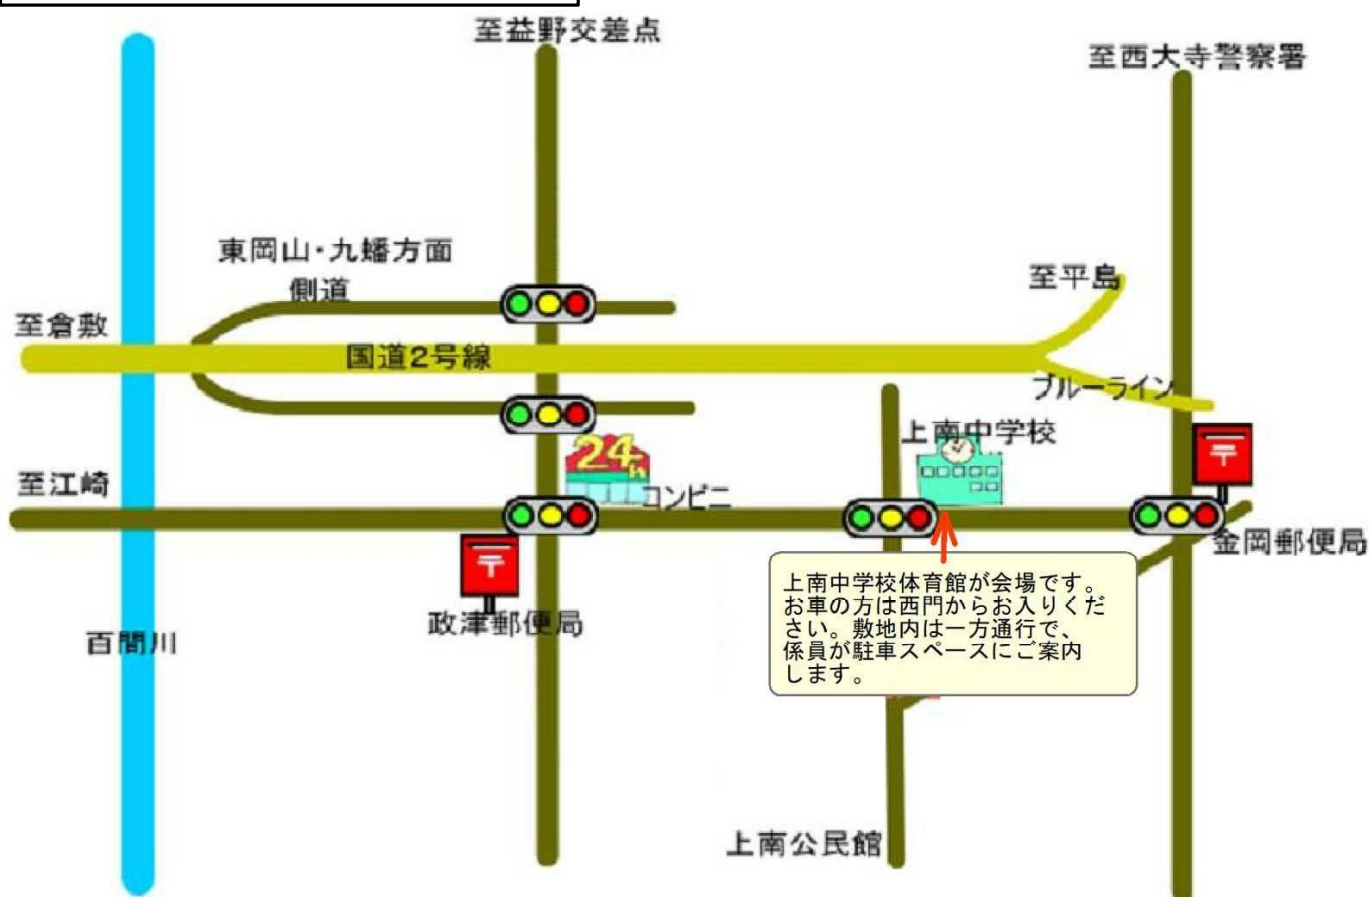 至益野交差点
至西大寺警察署
東岡山・九蟠方面
側道
至平島
至倉敷
国道2号線
ブルーライン
上南中学校
24h
至江崎
コンビニ
〒
金岡郵便局
〒
政津郵便局
上南中学校体育館が会場です。
お車の方は西門からお入りくだ
さい。敷地内は一方通行で、
係員が駐車スペースにご案内
します。
百間川
上南公民館